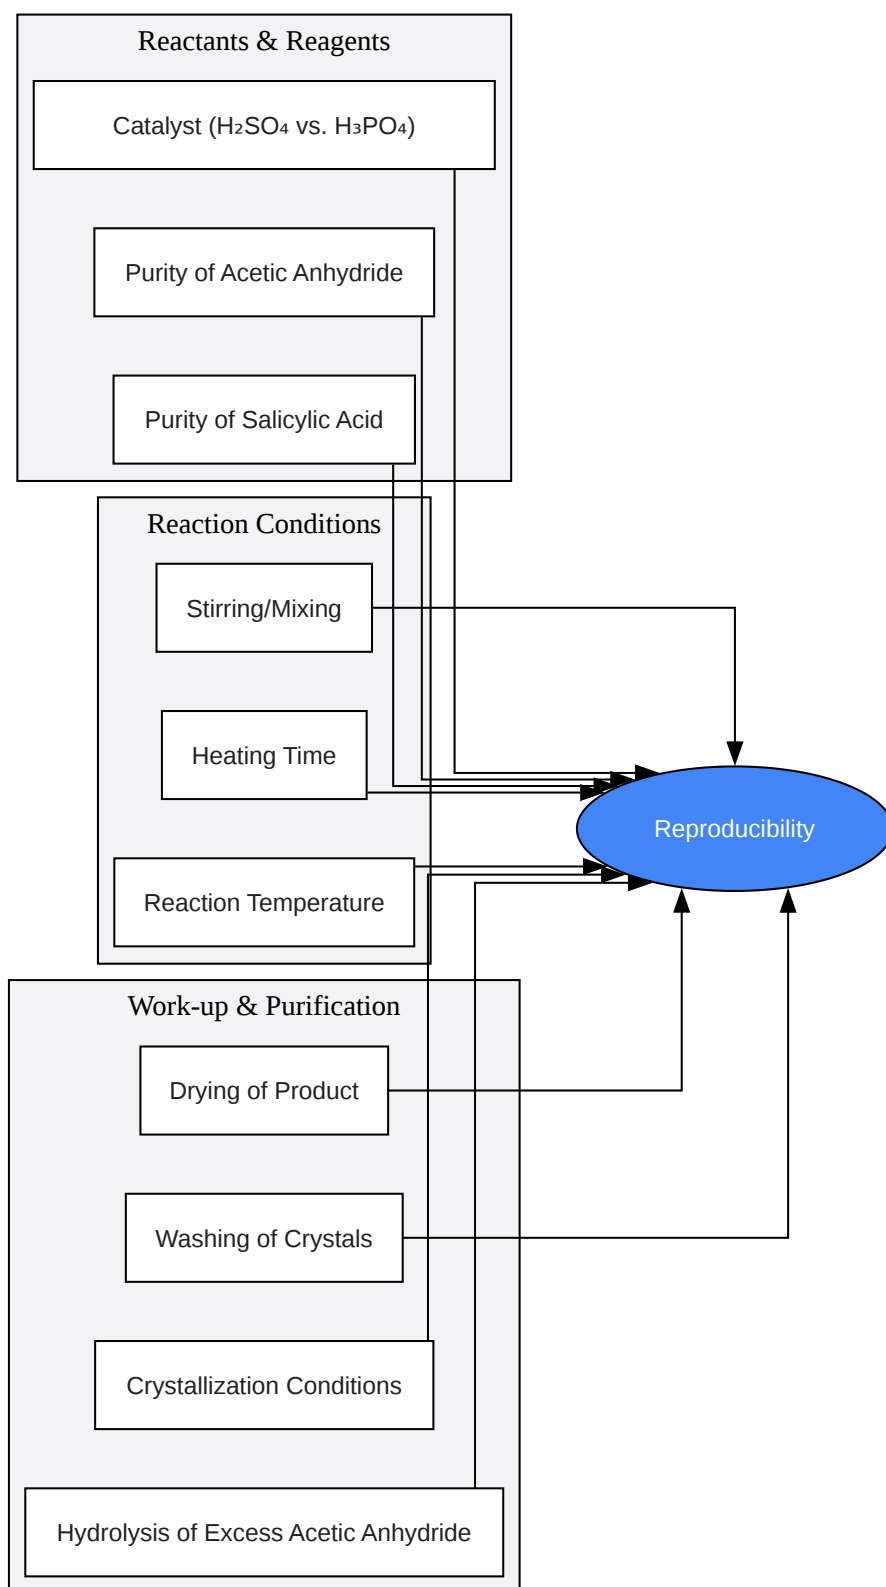 Reactants & Reagents
Catalyst (H₂SO₄ vs. H₃PO₄)
Purity of Acetic Anhydride
Purity of Salicylic Acid
Reaction Conditions
Stirring/Mixing
Heating Time
Reproducibility
Reaction Temperature
Work-up & Purification
Drying of Product
Washing of Crystals
Crystallization Conditions
Hydrolysis of Excess Acetic Anhydride